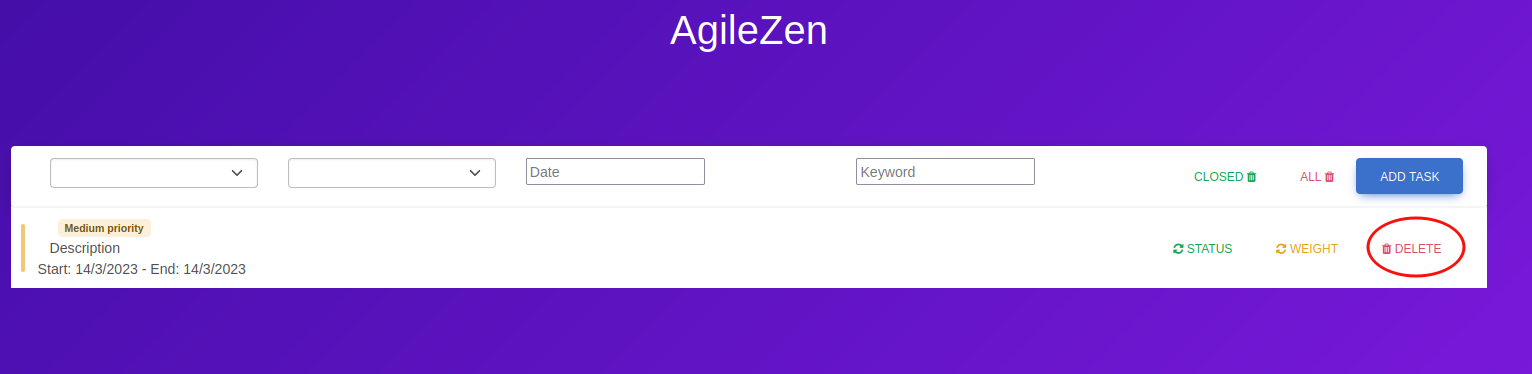 AgileZen
Date Keyword CLOSED ALL ADD TASK
Medium priority
Description STATUS WEIGHT DELETE
Start: 14/3/2023 - End: 14/3/2023